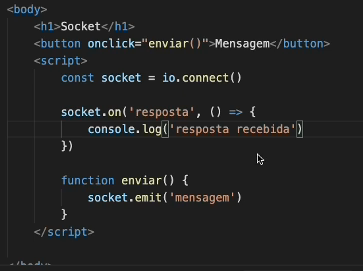 <body>
<h1>Socket</h1>
<button onclick="enviar()">Mensagem</button>
<script>
const socket = io.connect()
socket.on('resposta', () => {
console.log('resposta recebida')
})
function enviar() {
socket.emit('mensagem')
}
</script>
</body>